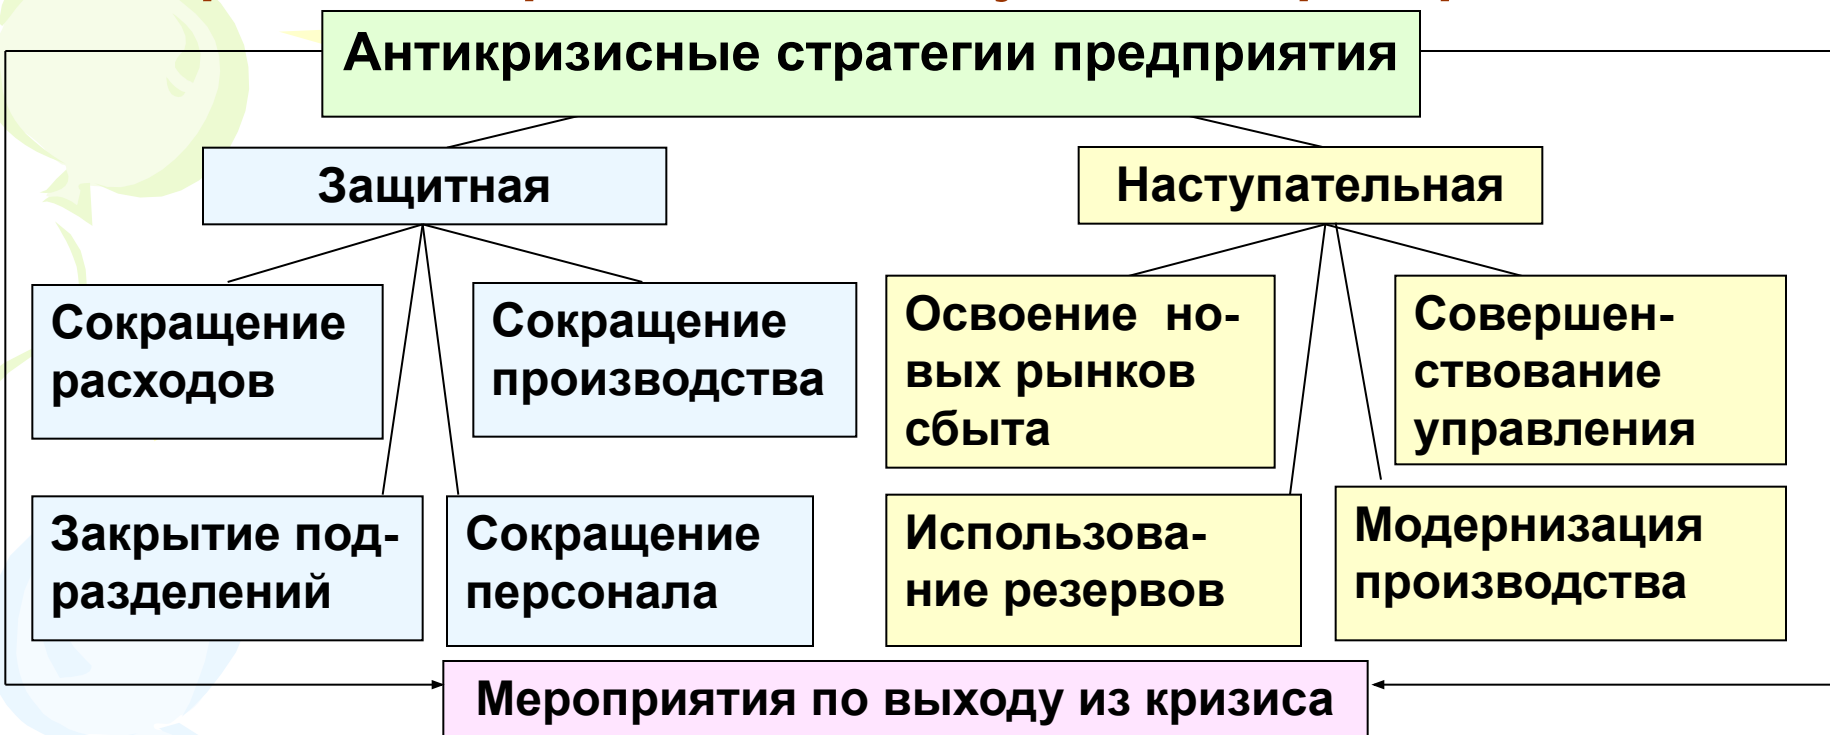 Антикризисные стратегии предприятия
Защитная
Наступательная
Сокращение
расходов
Сокращение
производства
Освоение но-
вых рынков
сбыта
Совершен-
ствование
управления
Закрытие под-
разделений
Сокращение
персонала
Использова-
ние резервов
Модернизация
производства
Мероприятия по выходу из кризиса